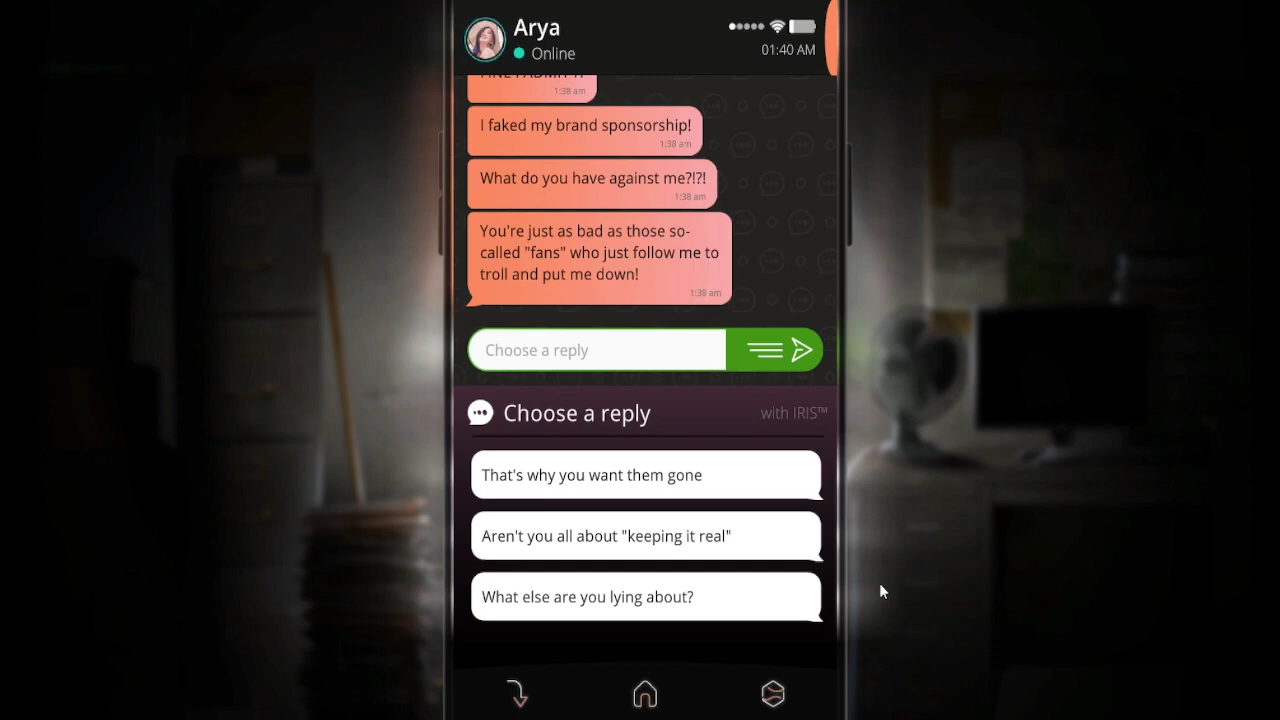 Arya
Online
01:40 AM
1:38 am
I faked my brand sponsorship!
1:38 am
What do you have against me?!?!
1:38 am
You're just as bad as those so-
called "fans" who just follow me to
troll and put me down!
1:38 am
Choose a reply
Choose a reply
with IRIS™
That's why you want them gone
Aren't you all about "keeping it real"
What else are you lying about?